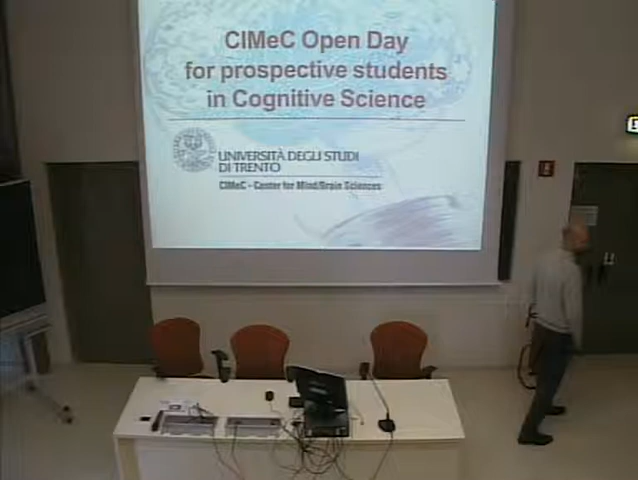 CIMeC Open Day
for prospective students
in Cognitive Science
UNIVERSITÀ DEGLI STUDI
DI TRENTO
CIMeC - Center for Mind/Brain Sciences